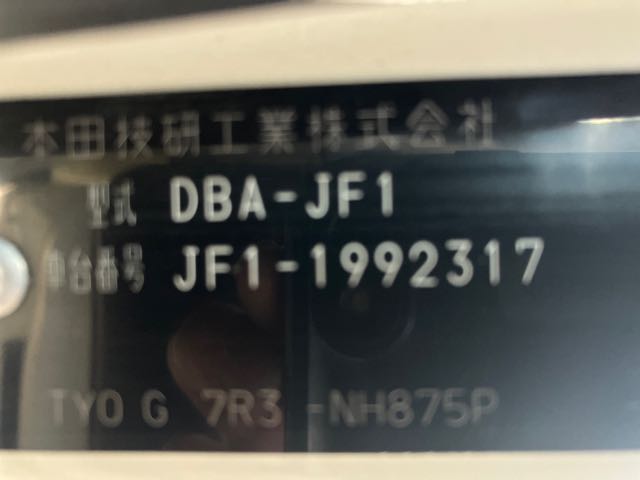 本田技研工業株式会社
型式 DBA-JF1
車台番号 JF1-1992317
TYO G 7R3 -NH875P